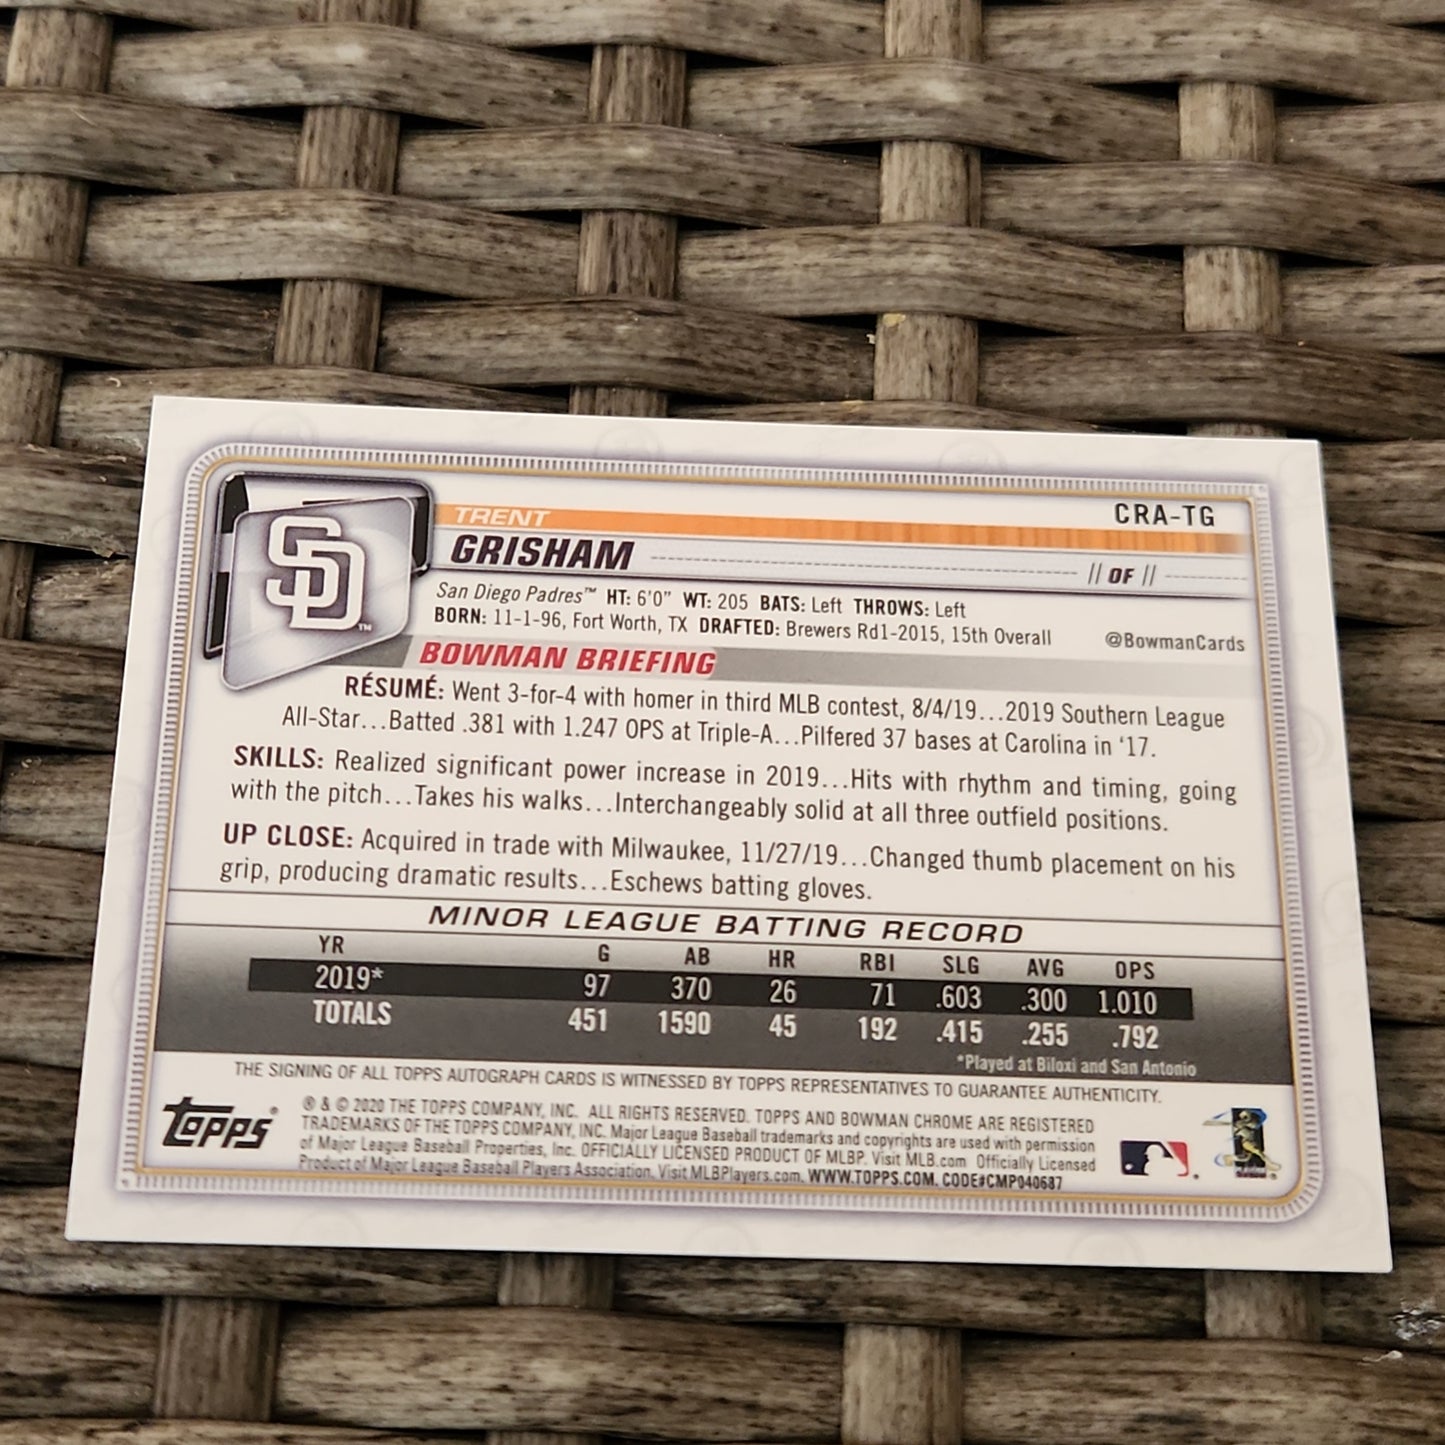 CRA-TG
TRENT
GRISHAM
// OF //
SD™
San Diego Padres™ HT: 6'0" WT: 205 BATS: Left THROWS: Left
BORN: 11-1-96, Fort Worth, TX DRAFTED: Brewers Rd1-2015, 15th Overall
@BowmanCards
BOWMAN BRIEFING
RÉSUMÉ: Went 3-for-4 with homer in third MLB contest, 8/4/19...2019 Southern League
All-Star...Batted .381 with 1.247 OPS at Triple-A...Pilfered 37 bases at Carolina in ‘17.
SKILLS: Realized significant power increase in 2019...Hits with rhythm and timing, going
with the pitch...Takes his walks...Interchangeably solid at all three outfield positions.
UP CLOSE: Acquired in trade with Milwaukee, 11/27/19...Changed thumb placement on his
grip, producing dramatic results...Eschews batting gloves.
MINOR LEAGUE BATTING RECORD
YR G AB HR RBI SLG AVG OPS
2019* 97 370 26 71 .603 .300 1.010
TOTALS 451 1590 45 192 .415 .255 .792
*Played at Biloxi and San Antonio
THE SIGNING OF ALL TOPPS AUTOGRAPH CARDS IS WITNESSED BY TOPPS REPRESENTATIVES TO GUARANTEE AUTHENTICITY.
topps®
® & © 2020 THE TOPPS COMPANY, INC. ALL RIGHTS RESERVED. TOPPS AND BOWMAN CHROME ARE REGISTERED
TRADEMARKS OF THE TOPPS COMPANY, INC. Major League Baseball trademarks and copyrights are used with permission
of Major League Baseball Properties, Inc. OFFICIALLY LICENSED PRODUCT OF MLBP. Visit MLB.com Officially Licensed
Product of Major League Baseball Players Association. Visit MLBPlayers.com. WWW.TOPPS.COM. CODE#CMP040687